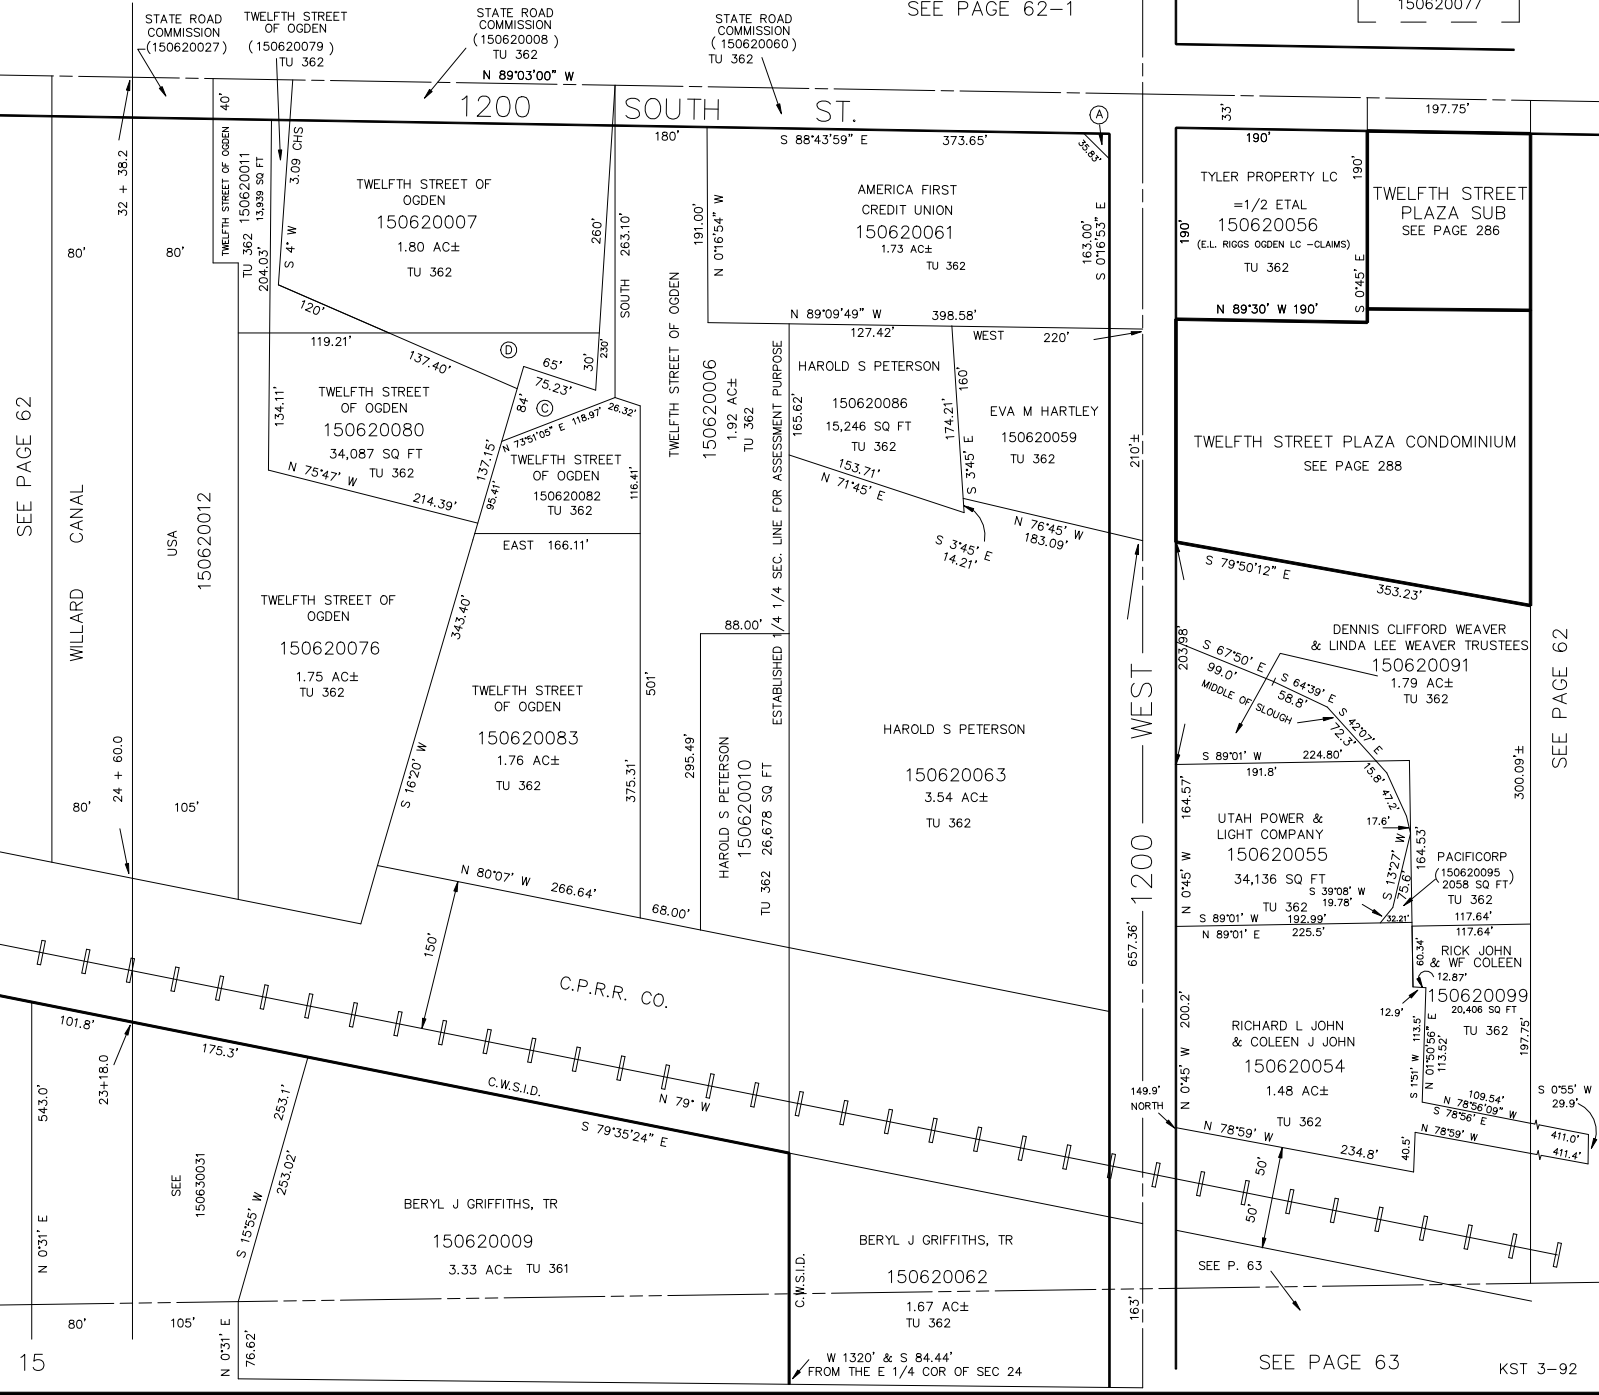 SEE PAGE 62-1
150620077
STATE ROAD
COMMISSION
(150620027)
TWELFTH STREET
OF OGDEN
(150620079 )
TU 362
STATE ROAD
COMMISSION
(150620008 )
TU 362
STATE ROAD
COMMISSION
( 150620060)
TU 362
N 89°03'00" W
1200 SOUTH ST.
A
33'
197.75'
40'
32 + 38.2
80'
80'
TWELFTH STREET OF OGDEN
TU 362 150620011
13,939 SQ FT
204.03'
3.09 CHS
S 4° W
TWELFTH STREET OF
OGDEN
150620007
1.80 AC±
TU 362
260'
263.10'
SOUTH
180'
191.00'
N 0°16'54" W
S 88°43'59" E 373.65'
35.83'
AMERICA FIRST
CREDIT UNION
150620061
1.73 AC±
TU 362
163.00'
S 0°16'53" E
190'
190'
190'
TYLER PROPERTY LC
=1/2 ETAL
150620056
(E.L. RIGGS OGDEN LC -CLAIMS)
TU 362
S 0°45' E
N 89°30' W 190'
TWELFTH STREET
PLAZA SUB
SEE PAGE 286
120'
119.21'
137.40'
D
65'
75.23'
30'
230'
84'
C
N 73°51'05" E 118.97'
26.32'
134.11'
TWELFTH STREET
OF OGDEN
150620080
34,087 SQ FT
TU 362
N 75°47' W
214.39'
137.15'
95.41'
TWELFTH STREET
OF OGDEN
150620082
TU 362
116.41'
EAST 166.11'
TWELFTH STREET OF OGDEN
150620006
1.92 AC±
TU 362
ESTABLISHED 1/4 1/4 SEC. LINE FOR ASSESSMENT PURPOSE
N 89°09'49" W 398.58'
127.42'
WEST 220'
HAROLD S PETERSON
150620086
15,246 SQ FT
TU 362
165.62'
160'
174.21'
S 3°45' E
153.71'
N 71°45' E
EVA M HARTLEY
150620059
TU 362
210'±
S 3°45' E
14.21'
N 76°45' W
183.09'
TWELFTH STREET PLAZA CONDOMINIUM
SEE PAGE 288
S 79°50'12" E
353.23'
SEE PAGE 62
WILLARD CANAL
USA
150620012
TWELFTH STREET OF
OGDEN
150620076
1.75 AC±
TU 362
343.40'
S 16°20' W
TWELFTH STREET
OF OGDEN
150620083
1.76 AC±
TU 362
501'
375.31'
88.00'
295.49'
HAROLD S PETERSON
150620010
TU 362 26,678 SQ FT
HAROLD S PETERSON
150620063
3.54 AC±
TU 362
1200 WEST
203.98'
DENNIS CLIFFORD WEAVER
& LINDA LEE WEAVER TRUSTEES
150620091
1.79 AC±
TU 362
S 67°50' E
99.0'
S 64°39' E
58.8'
MIDDLE OF SLOUGH
S 42°07' E
72.3'
15.8'
47.2'
17.6'
S 89°01' W 224.80'
191.8'
300.09'±
SEE PAGE 62
164.57'
N 0°45' W
UTAH POWER &
LIGHT COMPANY
150620055
34,136 SQ FT
TU 362
164.53'
S 13°27' W
75.6'
S 39°08' W
19.78'
PACIFICORP
(150620095 )
2058 SQ FT
TU 362
S 89°01' W 192.99'
32.21'
117.64'
N 89°01' E 225.5'
117.64'
24 + 60.0
80'
105'
N 80°07' W
266.64'
68.00'
150'
C.P.R.R. CO.
657.36'
60.34'
RICK JOHN
& WF COLEEN
12.87'
150620099
20,406 SQ FT
TU 362
12.9'
113.5'
S 1°51' W
N 01°50'56" E
113.52'
197.75'
200.2'
N 0°45' W
RICHARD L JOHN
& COLEEN J JOHN
150620054
1.48 AC±
TU 362
149.9'
NORTH
109.54'
N 78°56'09" W
S 78°56' E
N 78°59' W
S 0°55' W
29.9'
411.0'
411.4'
N 78°59' W
234.8'
40.5'
50'
50'
101.8'
175.3'
23+18.0
C.W.S.I.D.
N 79° W
S 79°35'24" E
543.0'
N 0°31' E
253.1'
253.02'
S 15°55' W
SEE
150630031
BERYL J GRIFFITHS, TR
150620009
3.33 AC± TU 361
C.W.S.I.D.
BERYL J GRIFFITHS, TR
150620062
1.67 AC±
TU 362
163'
SEE P. 63
80'
105'
N 0°31' E
76.62'
15
W 1320' & S 84.44'
FROM THE E 1/4 COR OF SEC 24
SEE PAGE 63
KST 3-92